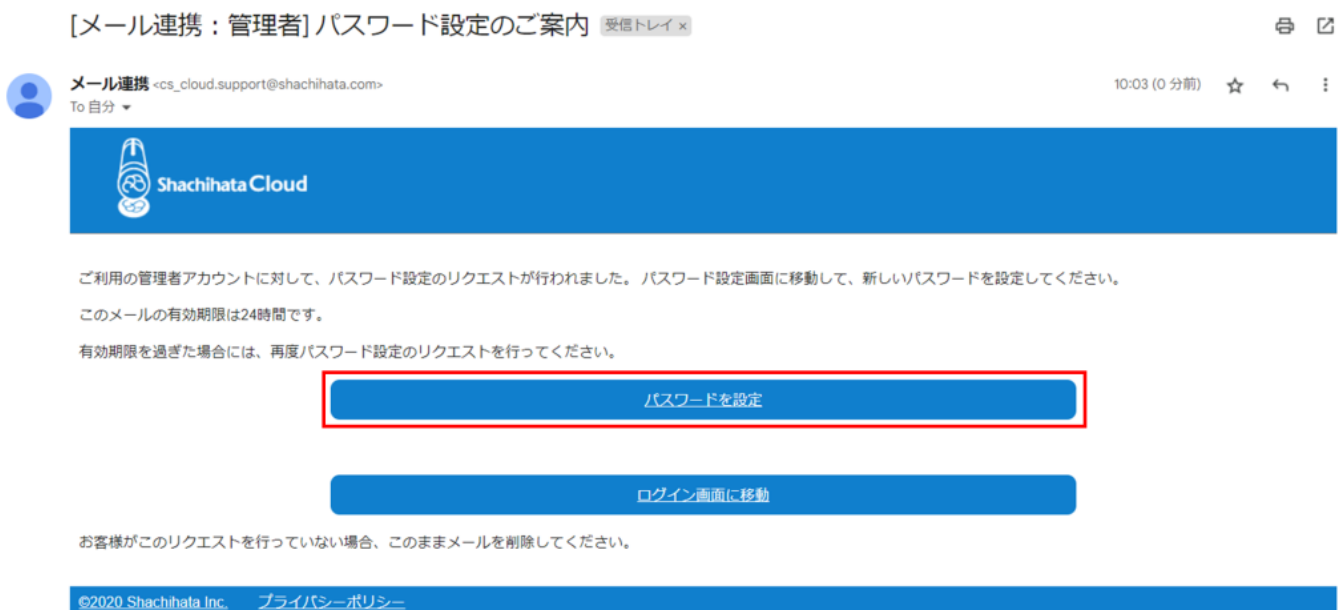 [メール連携：管理者] パスワード設定のご案内 受信トレイ ×
メール連携 <cs_cloud.support@shachihata.com> 10:03 (0 分前)
To 自分
Shachihata Cloud
ご利用の管理者アカウントに対して、パスワード設定のリクエストが行われました。 パスワード設定画面に移動して、新しいパスワードを設定してください。
このメールの有効期限は24時間です。
有効期限を過ぎた場合には、再度パスワード設定のリクエストを行ってください。
パスワードを設定
ログイン画面に移動
お客様がこのリクエストを行っていない場合、このままメールを削除してください。
©2020 Shachihata Inc. プライバシーポリシー